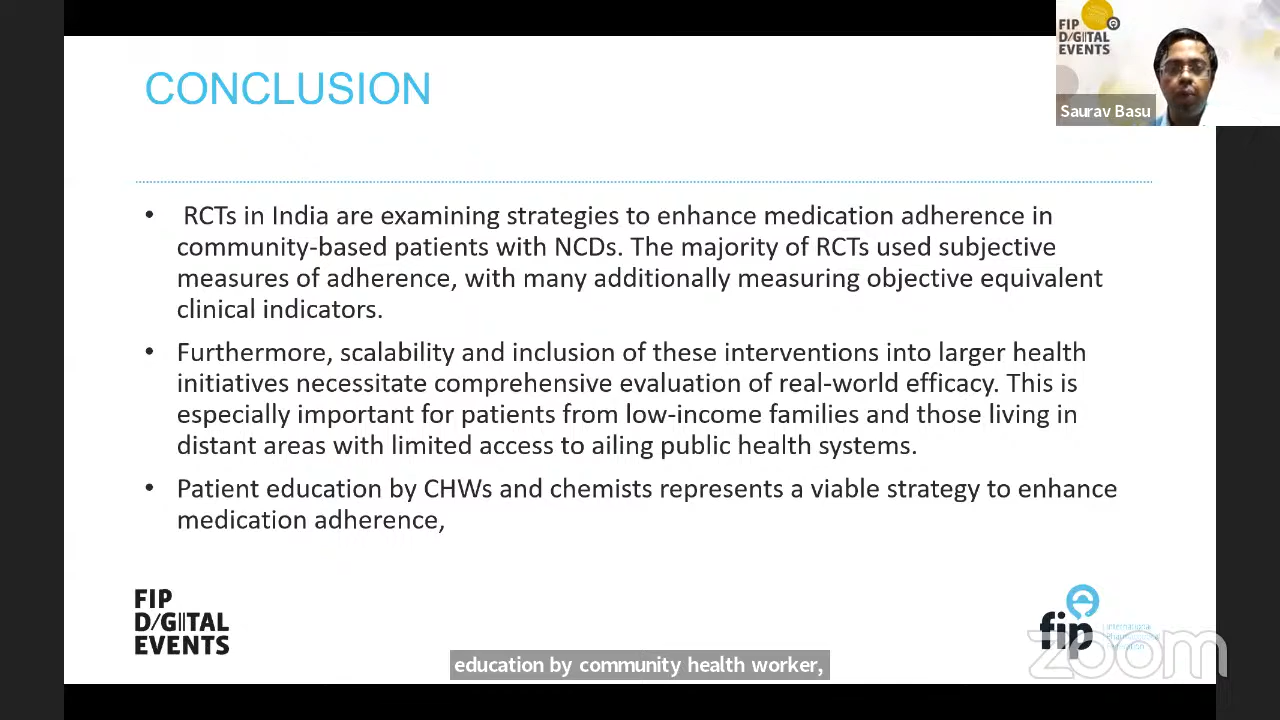 CONCLUSION
FIP
D/G/TAL
EVENTS
Saurav Basu
• RCTs in India are examining strategies to enhance medication adherence in
community-based patients with NCDs. The majority of RCTs used subjective
measures of adherence, with many additionally measuring objective equivalent
clinical indicators.
• Furthermore, scalability and inclusion of these interventions into larger health
initiatives necessitate comprehensive evaluation of real-world efficacy. This is
especially important for patients from low-income families and those living in
distant areas with limited access to ailing public health systems.
• Patient education by CHWs and chemists represents a viable strategy to enhance
medication adherence,
FIP
D/G/TAL
EVENTS
fip
International
Pharmaceutical
Federation
zoom
education by community health worker,